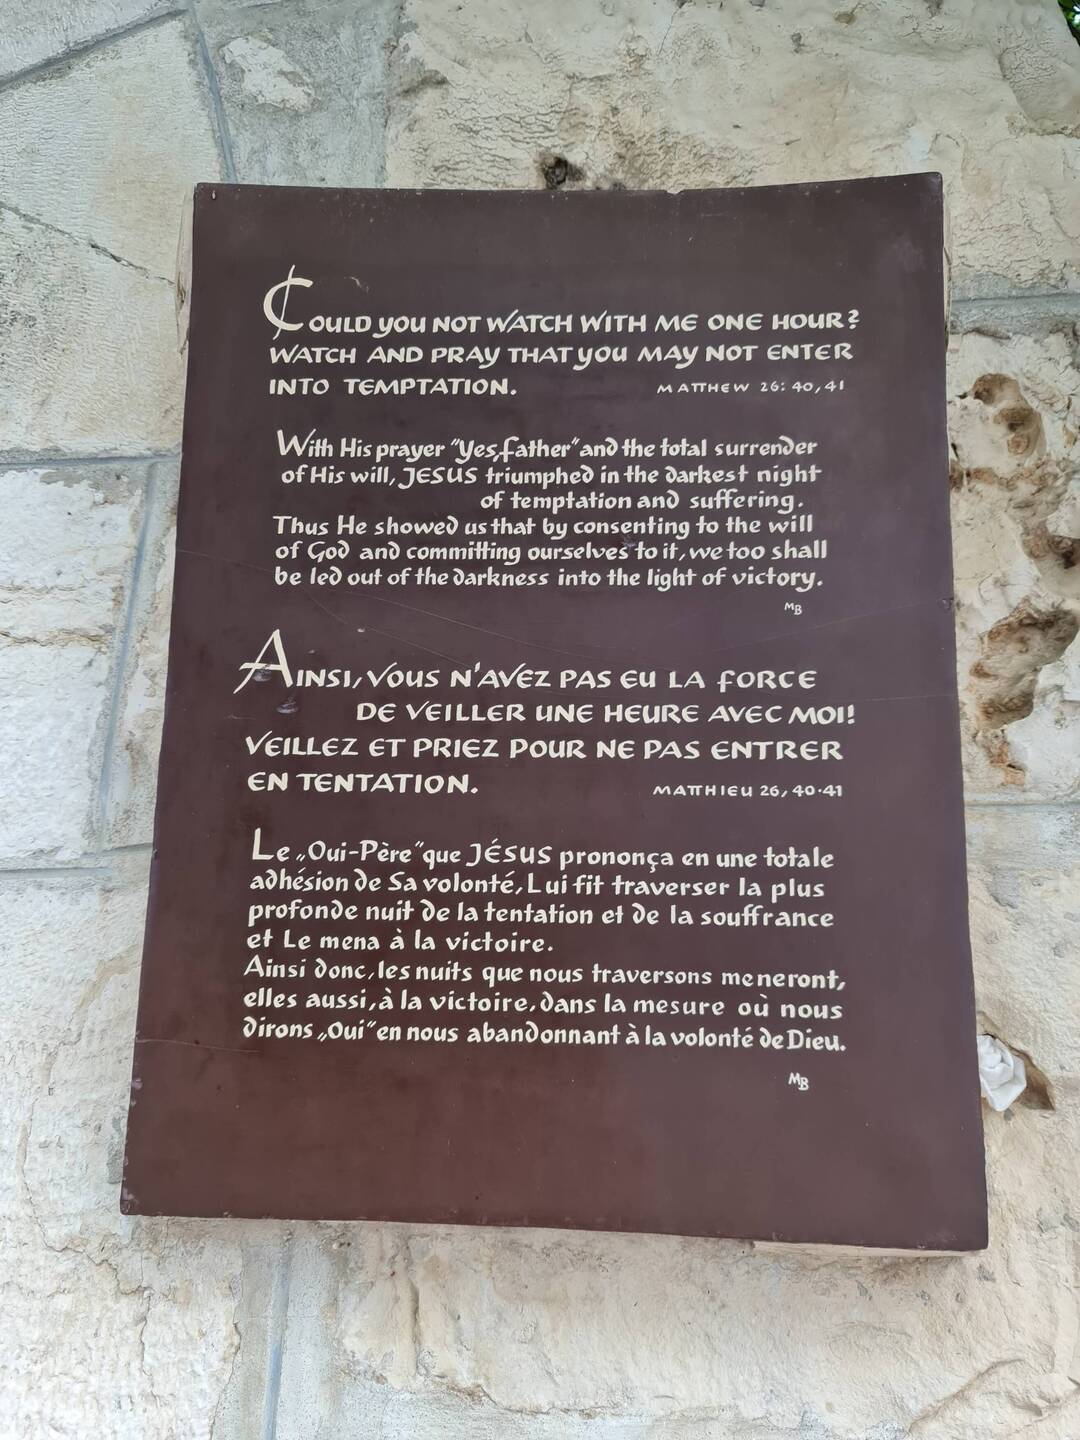 COULD YOU NOT WATCH WITH ME ONE HOUR?
WATCH AND PRAY THAT YOU MAY NOT ENTER
INTO TEMPTATION. MATTHEW 26: 40,41
With His prayer "Yes, Father" and the total surrender
of His will, JESUS triumphed in the darkest night
of temptation and suffering.
Thus He showed us that by consenting to the will
of God and committing ourselves to it, we too shall
be led out of the darkness into the light of victory.
MB
AINSI, VOUS N'AVEZ PAS EU LA FORCE
DE VEILLER UNE HEURE AVEC MOI!
VEILLEZ ET PRIEZ POUR NE PAS ENTRER
EN TENTATION. MATTHIEU 26, 40-41
Le „Oui-Père“ que JÉSUS prononça en une totale
adhésion de Sa volonté, Lui fit traverser la plus
profonde nuit de la tentation et de la souffrance
et Le mena à la victoire.
Ainsi donc, les nuits que nous traversons meneront,
elles aussi, à la victoire, dans la mesure où nous
dirons „Oui“ en nous abandonnant à la volonté de Dieu.
MB